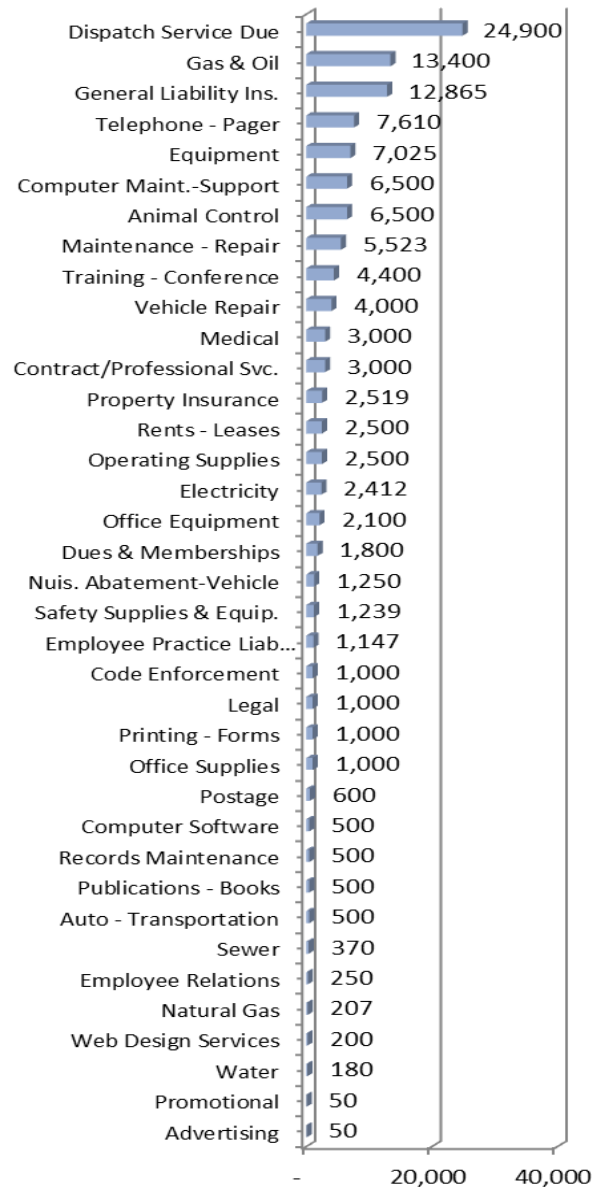 Dispatch Service Due 24,900
Gas & Oil 13,400
General Liability Ins. 12,865
Telephone - Pager 7,610
Equipment 7,025
Computer Maint.-Support 6,500
Animal Control 6,500
Maintenance - Repair 5,523
Training - Conference 4,400
Vehicle Repair 4,000
Medical 3,000
Contract/Professional Svc. 3,000
Property Insurance 2,519
Rents - Leases 2,500
Operating Supplies 2,500
Electricity 2,412
Office Equipment 2,100
Dues & Memberships 1,800
Nuis. Abatement-Vehicle 1,250
Safety Supplies & Equip. 1,239
Employee Practice Liab... 1,147
Code Enforcement 1,000
Legal 1,000
Printing - Forms 1,000
Office Supplies 1,000
Postage 600
Computer Software 500
Records Maintenance 500
Publications - Books 500
Auto - Transportation 500
Sewer 370
Employee Relations 250
Natural Gas 207
Web Design Services 200
Water 180
Promotional 50
Advertising 50
- 20,000 40,000